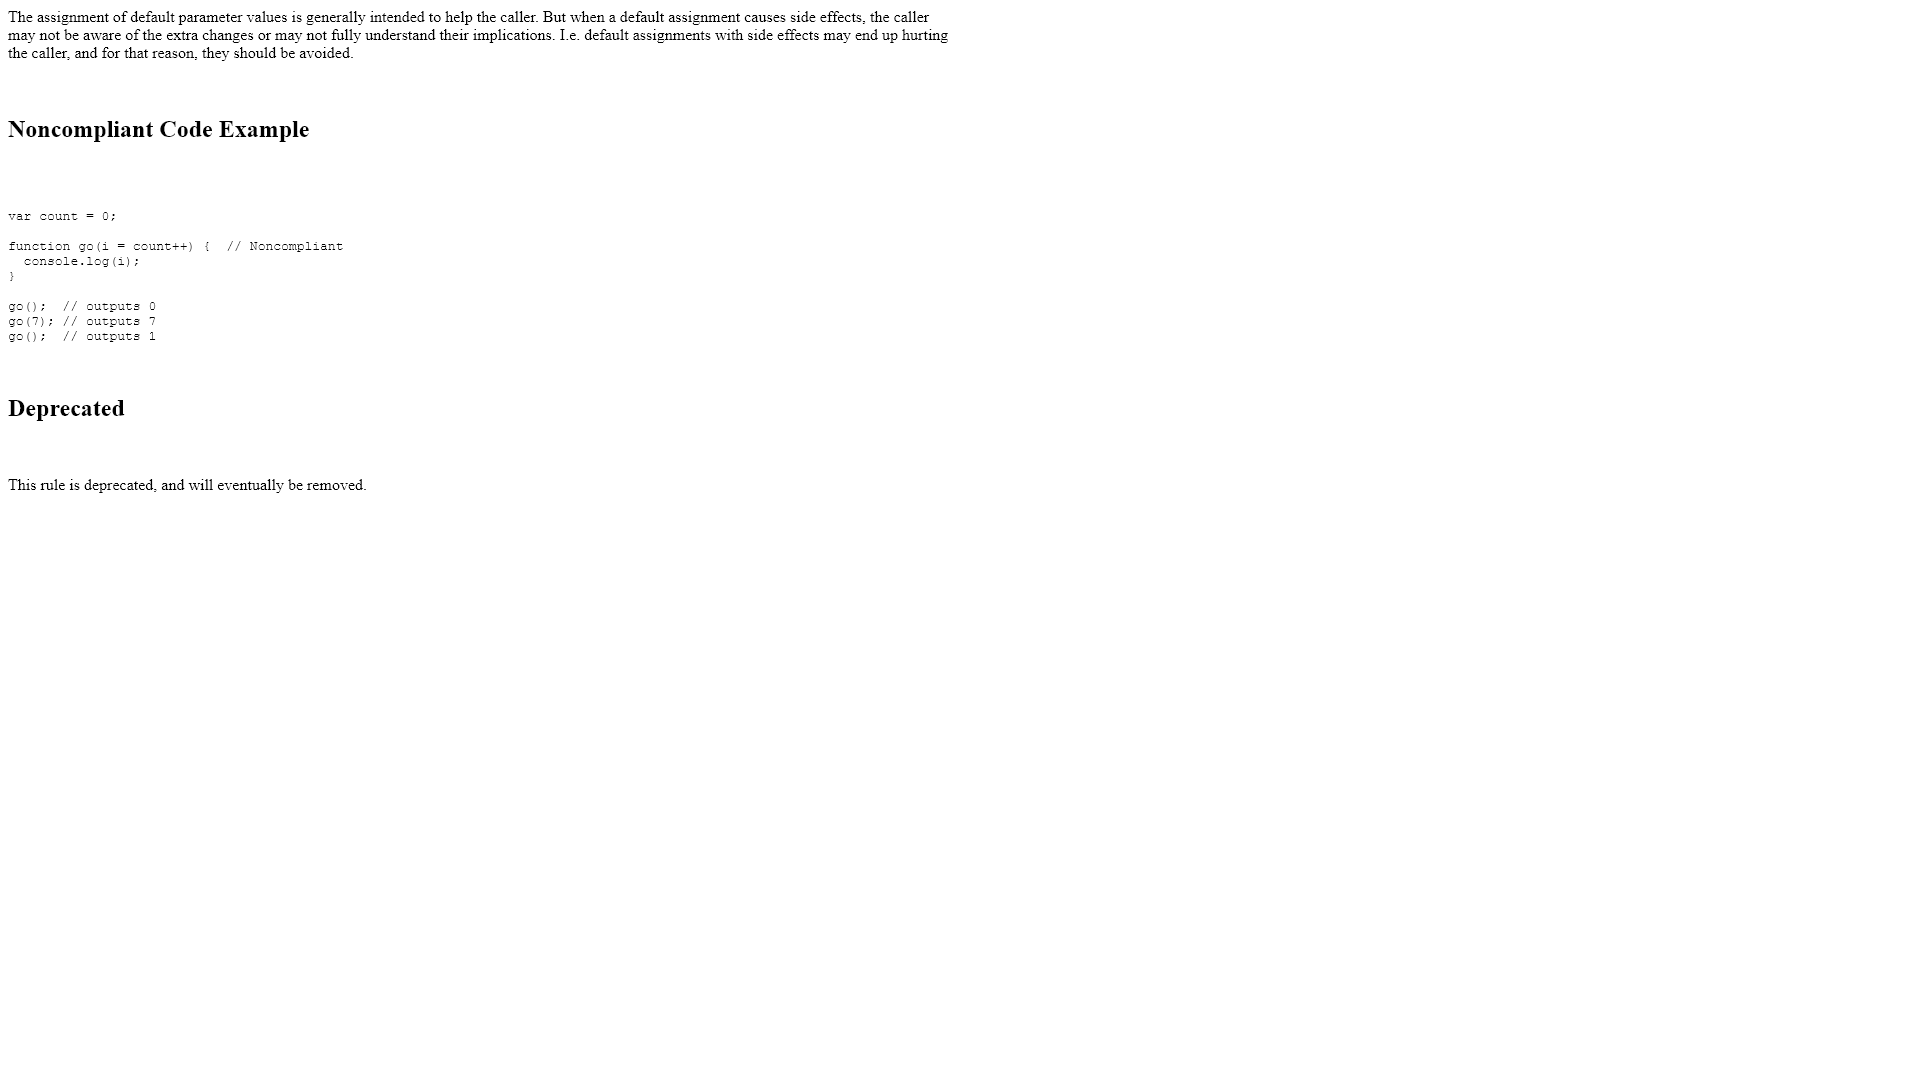 The assignment of default parameter values is generally intended to help the caller. But when a default assignment causes side effects, the caller
may not be aware of the extra changes or may not fully understand their implications. I.e. default assignments with side effects may end up hurting
the caller, and for that reason, they should be avoided.
Noncompliant Code Example
var count = 0;
function go(i = count++) {  // Noncompliant
  console.log(i);
}
go();  // outputs 0
go(7); // outputs 7
go();  // outputs 1
Deprecated
This rule is deprecated, and will eventually be removed.